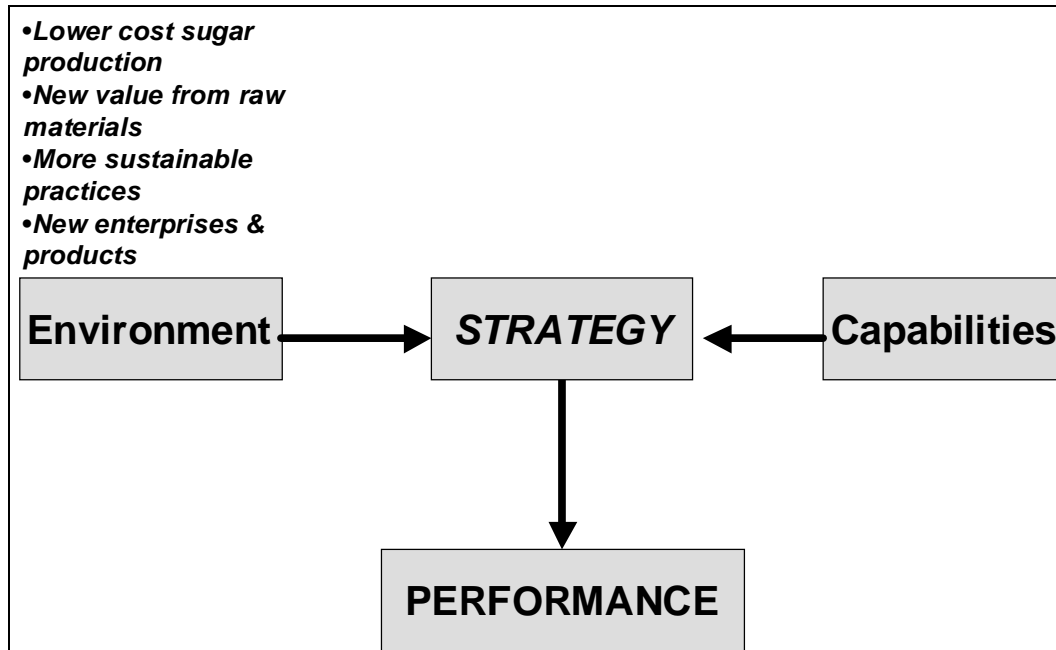 •Lower cost sugar
production
•New value from raw
materials
•More sustainable
practices
•New enterprises &
products
Environment
STRATEGY
Capabilities
PERFORMANCE